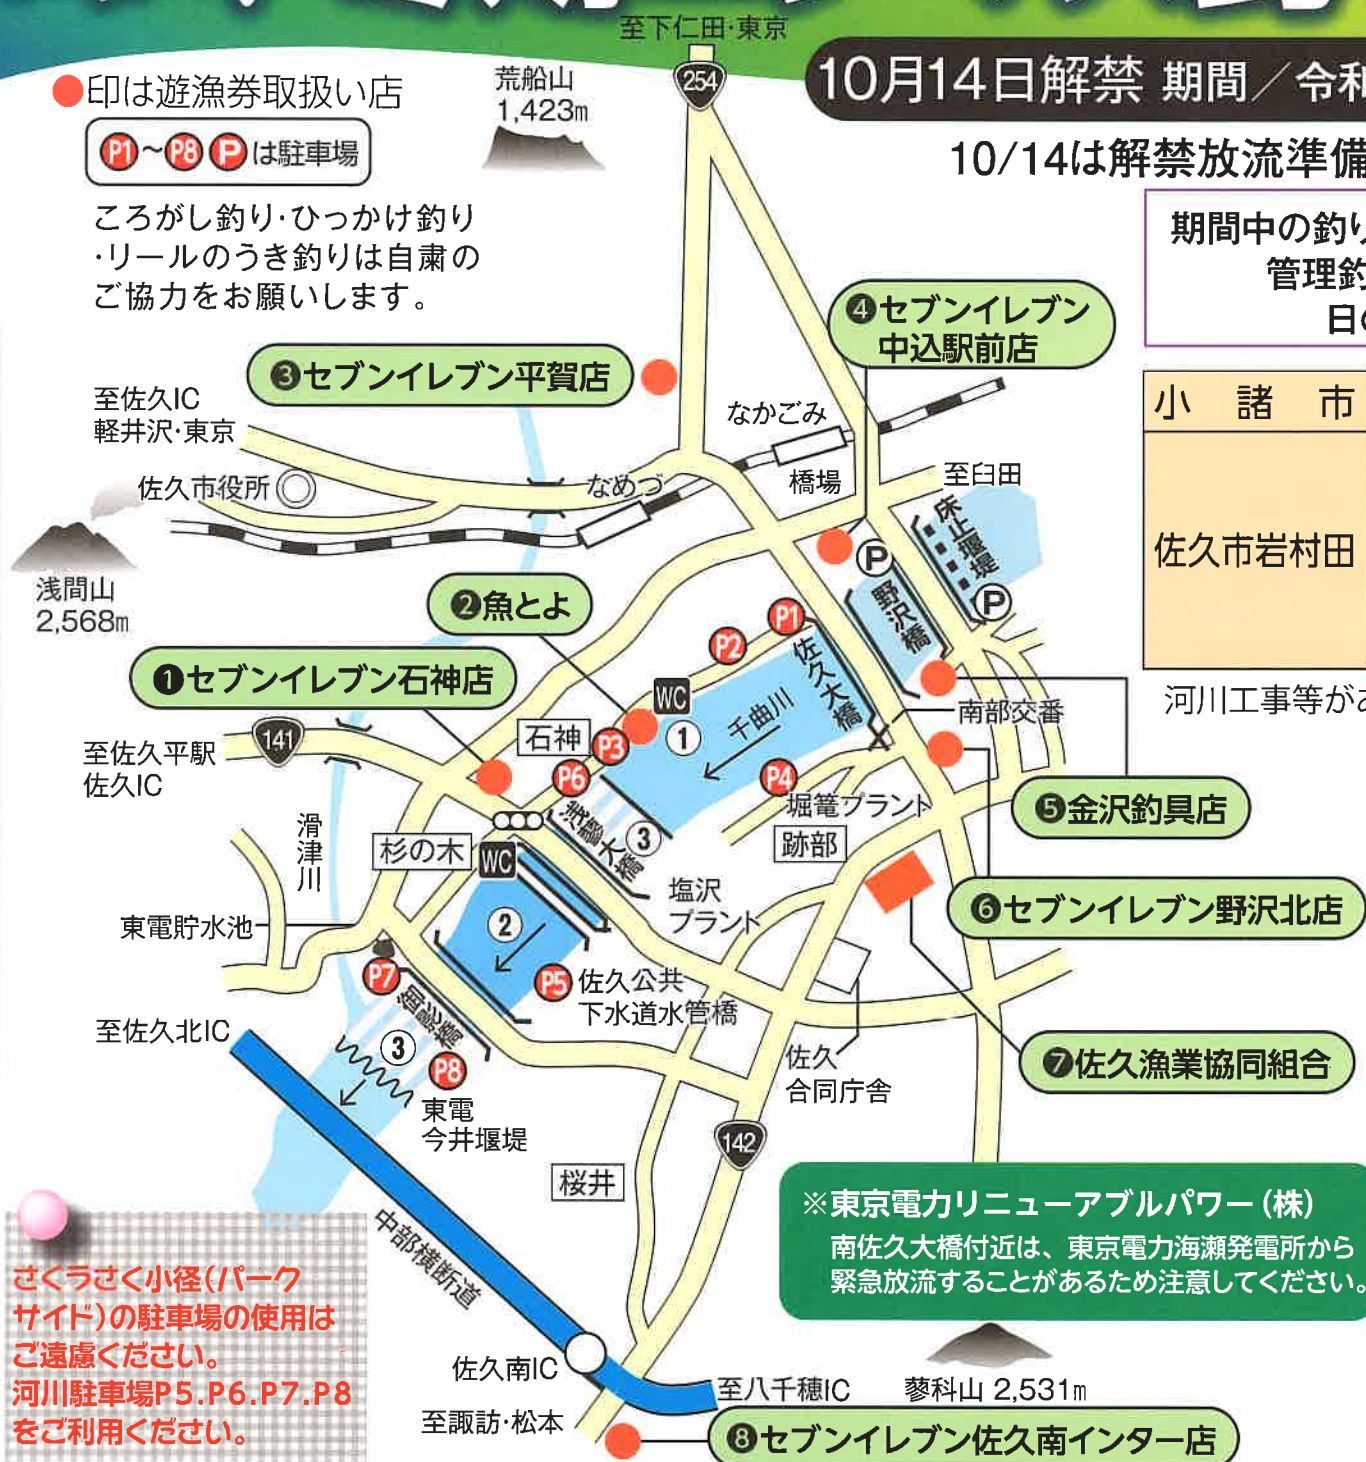 至下仁田・東京
254
10月14日解禁 期間／令和
10/14は解禁放流準備
●印は遊漁券取扱い店
P1～P8 Pは駐車場
ころがし釣り・ひっかけ釣り
・リールのうき釣りは自粛の
ご協力をお願いします。
荒船山
1,423m
期間中の釣り
管理釣
日の
小諸市
佐久市岩村田
河川工事等があ
❹セブンイレブン
中込駅前店
❸セブンイレブン平賀店
至佐久IC
軽井沢・東京
佐久市役所
なかごみ
なめづ
橋場
至臼田
床止堰堤
P
P
野沢橋
浅間山
2,568m
❷魚とよ
P1
P2
佐久大橋
❶セブンイレブン石神店
WC
①
千曲川
南部交番
141
至佐久平駅
佐久IC
石神
P3
P6
P4
堀篭プラント
❺金沢釣具店
滑津川
杉の木
WC
浅蓼大橋
③
跡部
塩沢
プラント
❻セブンイレブン野沢北店
東電貯水池
②
P7
P5
佐久公共
下水道水管橋
御影橋
至佐久北IC
③
P8
東電
今井堰堤
佐久
合同庁舎
❼佐久漁業協同組合
142
桜井
※東京電力リニューアブルパワー(株)
南佐久大橋付近は、東京電力海瀬発電所から
緊急放流することがあるため注意してください。
中部横断道
さくらさく小径(パーク
サイド)の駐車場の使用は
ご遠慮ください。
河川駐車場P5.P6.P7.P8
をご利用ください。
佐久南IC
至八千穂IC
蓼科山 2,531m
至諏訪・松本
❽セブンイレブン佐久南インター店